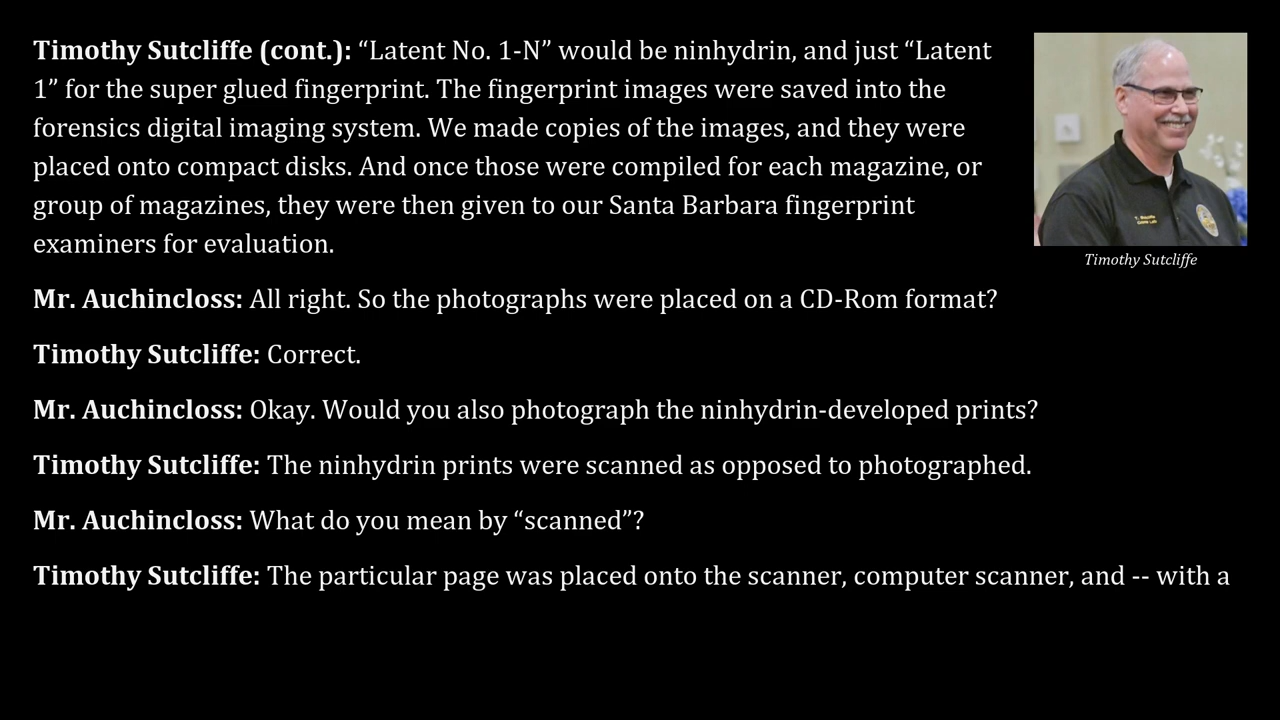 Timothy Sutcliffe (cont.): “Latent No. 1-N” would be ninhydrin, and just “Latent
1” for the super glued fingerprint. The fingerprint images were saved into the
forensics digital imaging system. We made copies of the images, and they were
placed onto compact disks. And once those were compiled for each magazine, or
group of magazines, they were then given to our Santa Barbara fingerprint
examiners for evaluation.
Timothy Sutcliffe
Mr. Auchincloss: All right. So the photographs were placed on a CD-Rom format?
Timothy Sutcliffe: Correct.
Mr. Auchincloss: Okay. Would you also photograph the ninhydrin-developed prints?
Timothy Sutcliffe: The ninhydrin prints were scanned as opposed to photographed.
Mr. Auchincloss: What do you mean by “scanned”?
Timothy Sutcliffe: The particular page was placed onto the scanner, computer scanner, and -- with a